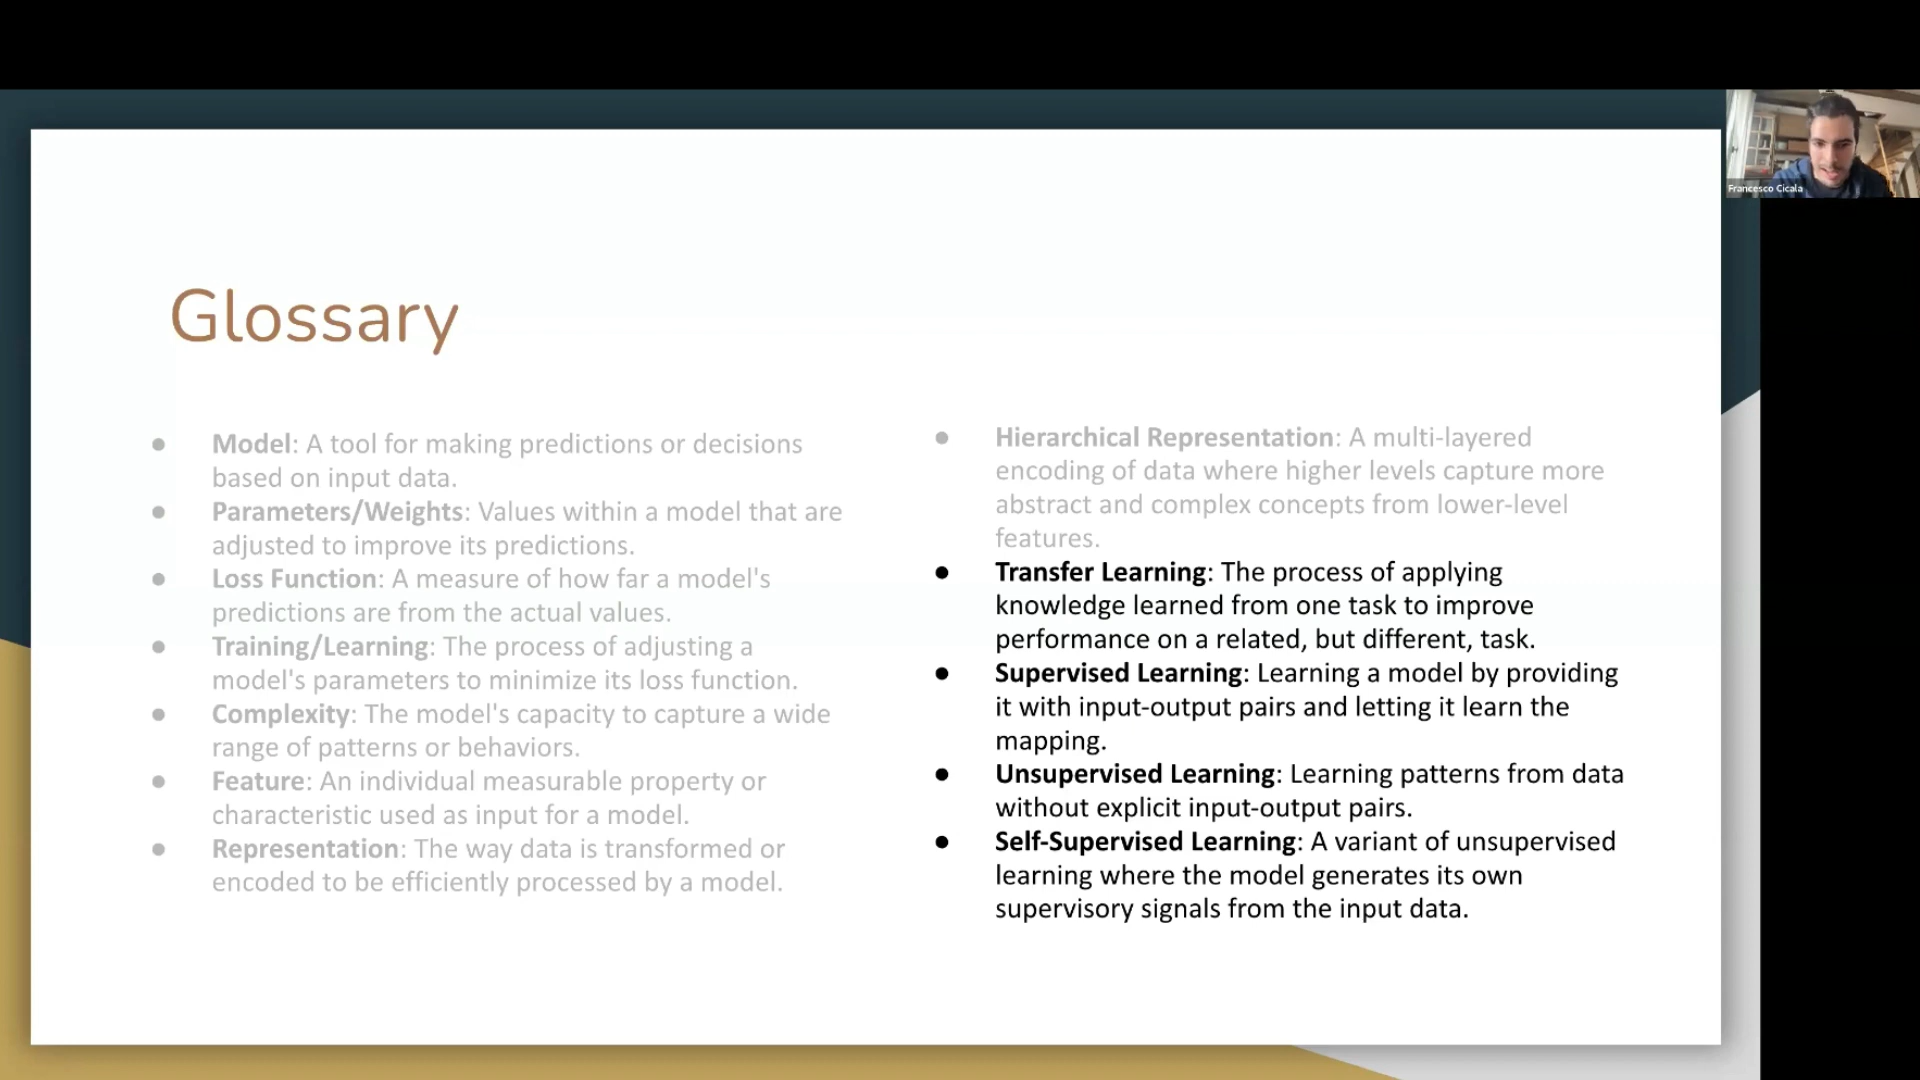 Francesco Cicala
Glossary
● Model: A tool for making predictions or decisions
based on input data.
● Parameters/Weights: Values within a model that are
adjusted to improve its predictions.
● Loss Function: A measure of how far a model's
predictions are from the actual values.
● Training/Learning: The process of adjusting a
model's parameters to minimize its loss function.
● Complexity: The model's capacity to capture a wide
range of patterns or behaviors.
● Feature: An individual measurable property or
characteristic used as input for a model.
● Representation: The way data is transformed or
encoded to be efficiently processed by a model.
● Hierarchical Representation: A multi-layered
encoding of data where higher levels capture more
abstract and complex concepts from lower-level
features.
● Transfer Learning: The process of applying
knowledge learned from one task to improve
performance on a related, but different, task.
● Supervised Learning: Learning a model by providing
it with input-output pairs and letting it learn the
mapping.
● Unsupervised Learning: Learning patterns from data
without explicit input-output pairs.
● Self-Supervised Learning: A variant of unsupervised
learning where the model generates its own
supervisory signals from the input data.